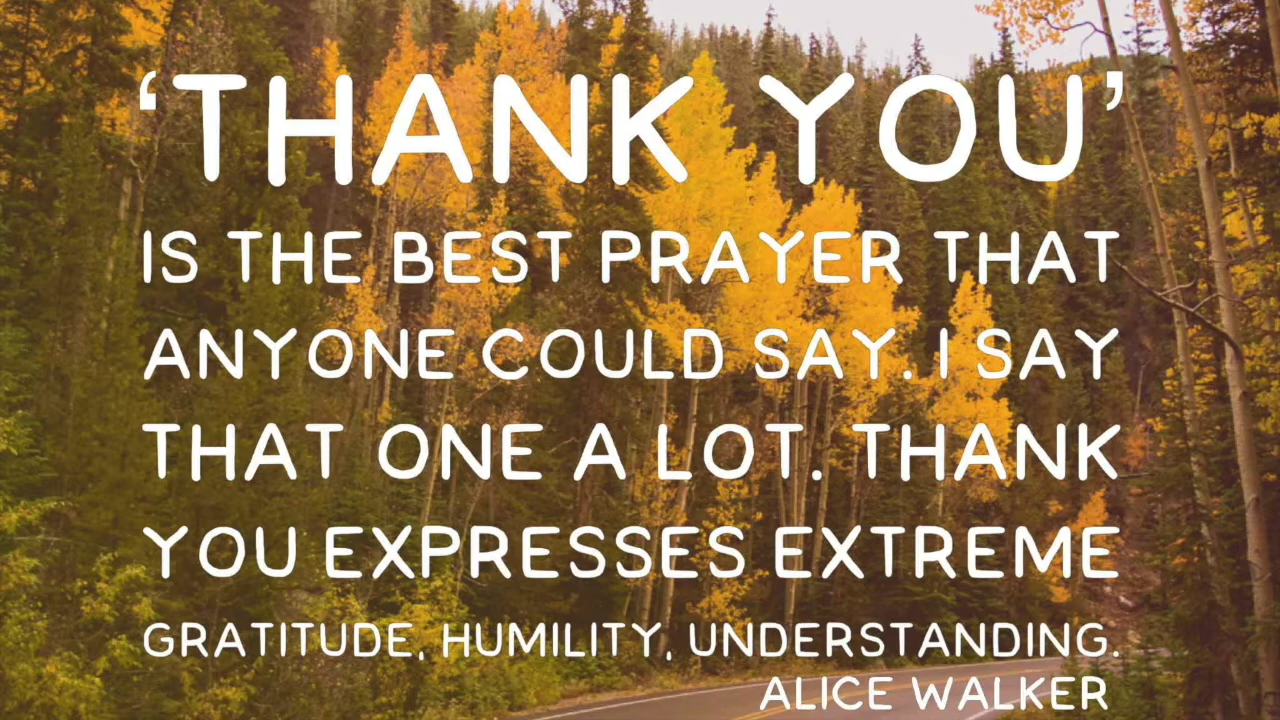 ‘THANK YOU’
IS THE BEST PRAYER THAT
ANYONE COULD SAY. I SAY
THAT ONE A LOT. THANK
YOU EXPRESSES EXTREME
GRATITUDE, HUMILITY, UNDERSTANDING.
ALICE WALKER